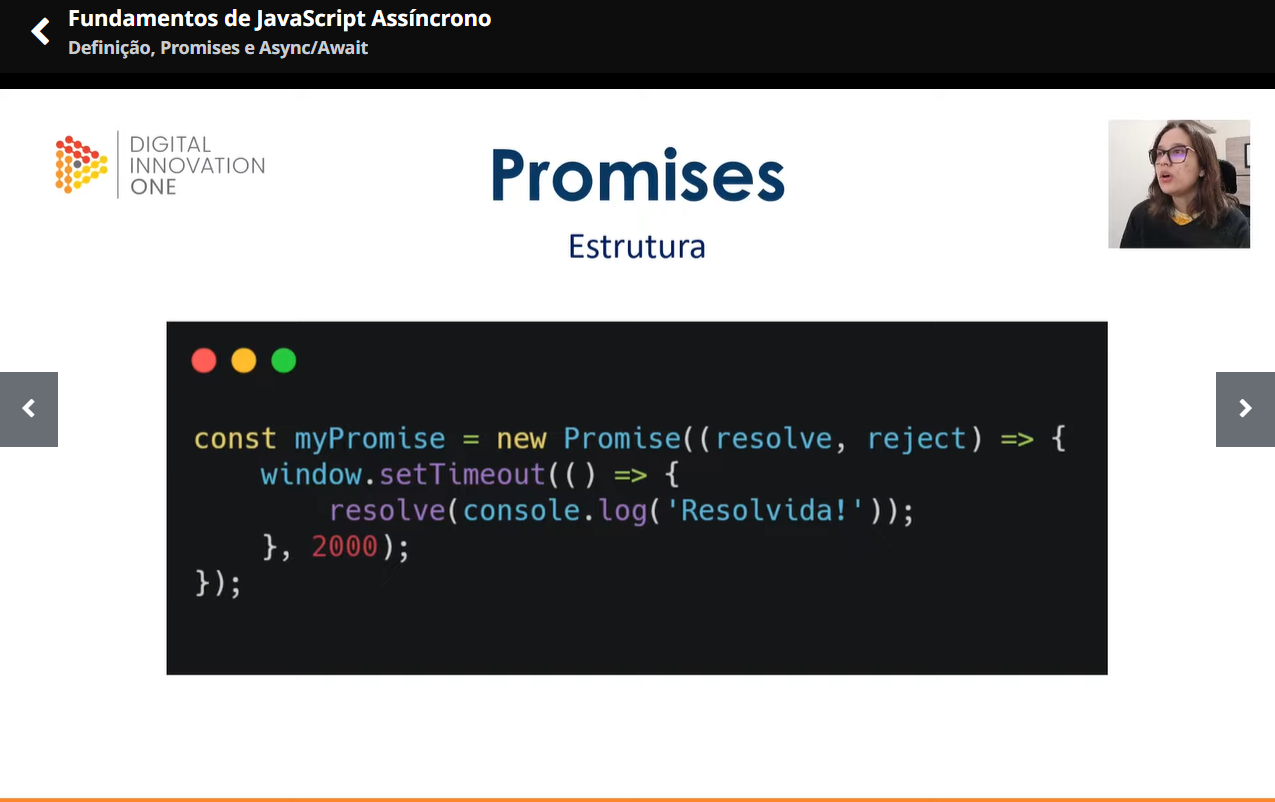 Fundamentos de JavaScript Assíncrono
Definição, Promises e Async/Await
DIGITAL
INNOVATION
ONE
Promises
Estrutura
const myPromise = new Promise((resolve, reject) => {
    window.setTimeout(() => {
        resolve(console.log('Resolvida!'));
    }, 2000);
});